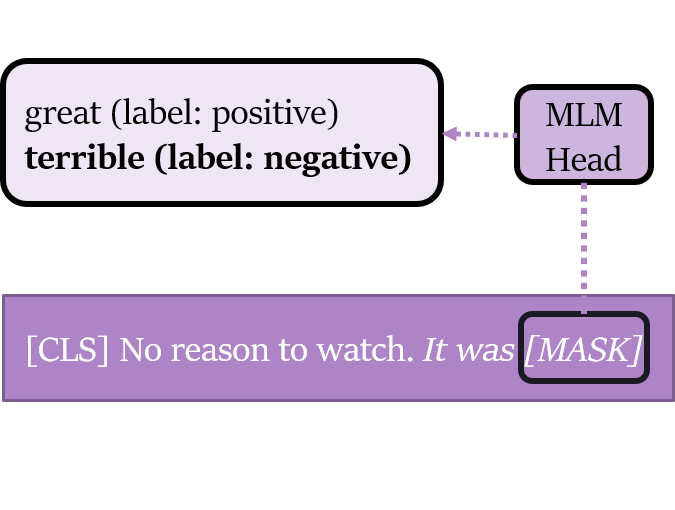 great (label: positive)
terrible (label: negative)
MLM
Head
[CLS] No reason to watch. It was [MASK]